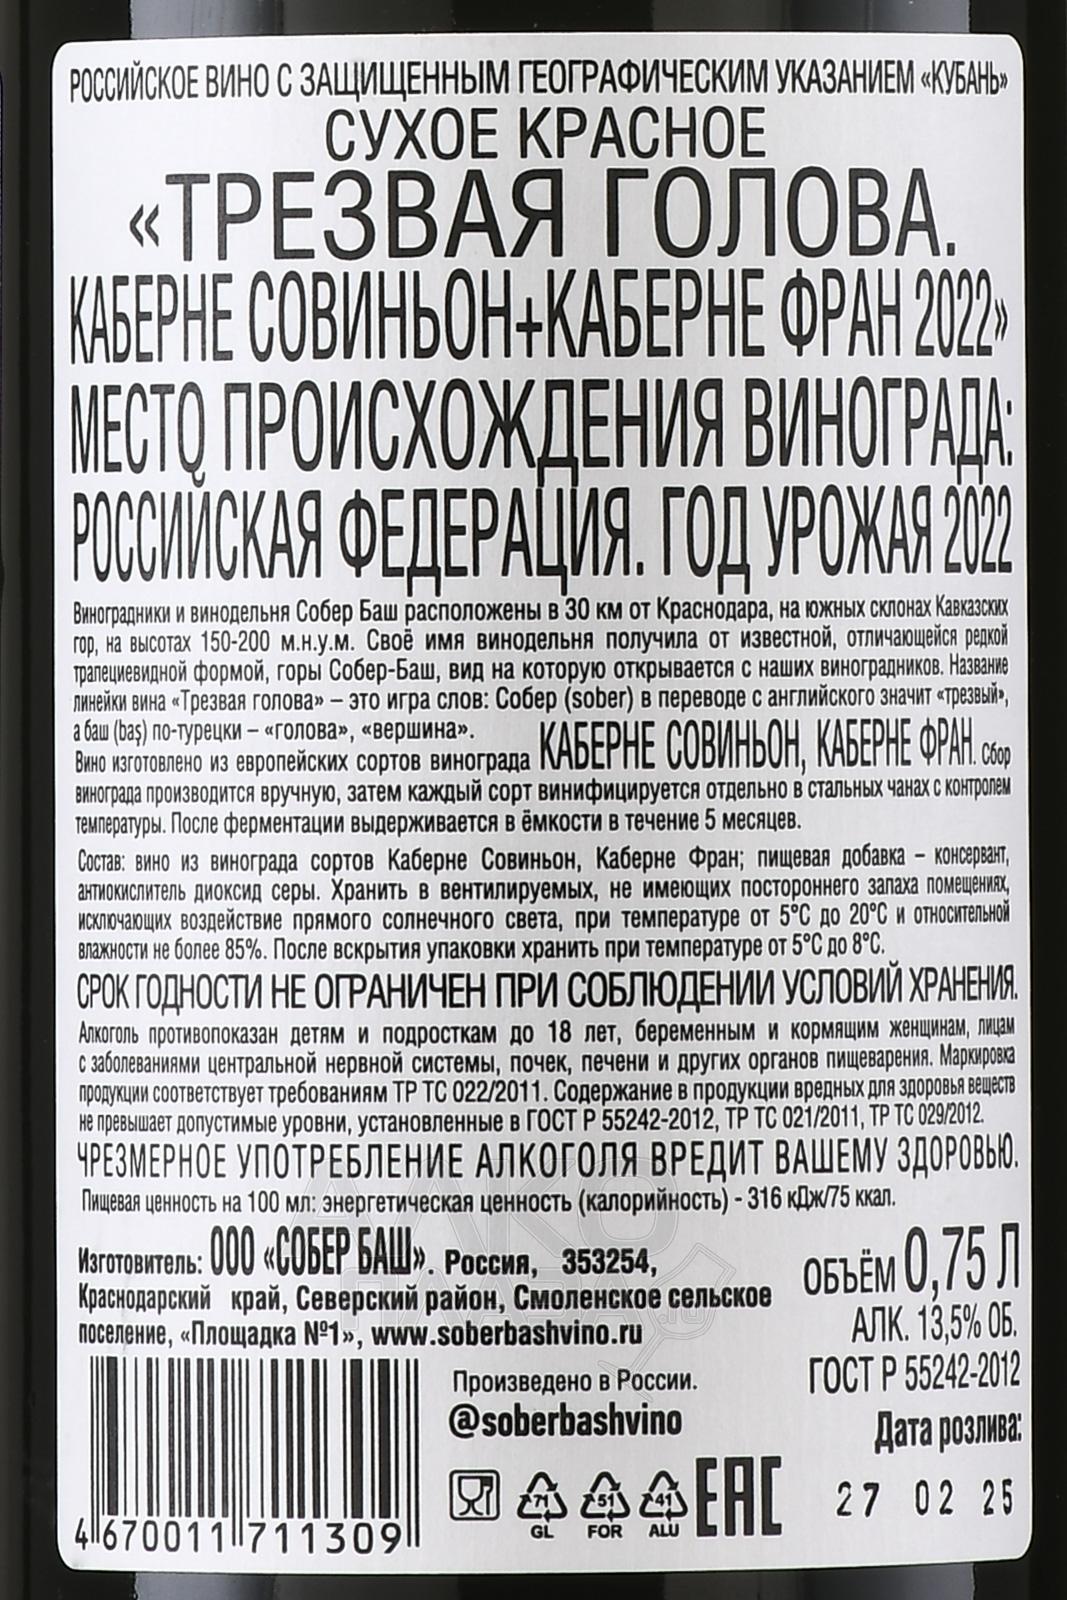 РОССИЙСКОЕ ВИНО С ЗАЩИЩЕННЫМ ГЕОГРАФИЧЕСКИМ УКАЗАНИЕМ «КУБАНЬ»
СУХОЕ КРАСНОЕ
«ТРЕЗВАЯ ГОЛОВА.
КАБЕРНЕ СОВИНЬОН+КАБЕРНЕ ФРАН 2022»
МЕСТО ПРОИСХОЖДЕНИЯ ВИНОГРАДА:
РОССИЙСКАЯ ФЕДЕРАЦИЯ. ГОД УРОЖАЯ 2022
Виноградники и винодельня Собер Баш расположены в 30 км от Краснодара, на южных склонах Кавказских
гор, на высотах 150-200 м.н.у.м. Своё имя винодельня получила от известной, отличающейся редкой
трапециевидной формой, горы Собер-Баш, вид на которую открывается с наших виноградников. Название
линейки вина «Трезвая голова» – это игра слов: Собер (sober) в переводе с английского значит «трезвый»,
а баш (baş) по-турецки – «голова», «вершина».
Вино изготовлено из европейских сортов винограда КАБЕРНЕ СОВИНЬОН, КАБЕРНЕ ФРАН. Сбор
винограда производится вручную, затем каждый сорт винифицируется отдельно в стальных чанах с контролем
температуры. После ферментации выдерживается в ёмкости в течение 5 месяцев.
Состав: вино из винограда сортов Каберне Совиньон, Каберне Фран; пищевая добавка – консервант,
антиокислитель диоксид серы. Хранить в вентилируемых, не имеющих постороннего запаха помещениях,
исключающих воздействие прямого солнечного света, при температуре от 5°С до 20°С и относительной
влажности не более 85%. После вскрытия упаковки хранить при температуре от 5°С до 8°С.
СРОК ГОДНОСТИ НЕ ОГРАНИЧЕН ПРИ СОБЛЮДЕНИИ УСЛОВИЙ ХРАНЕНИЯ.
Алкоголь противопоказан детям и подросткам до 18 лет, беременным и кормящим женщинам, лицам
с заболеваниями центральной нервной системы, почек, печени и других органов пищеварения. Маркировка
продукции соответствует требованиям ТР ТС 022/2011. Содержание в продукции вредных для здоровья веществ
не превышает допустимые уровни, установленные в ГОСТ Р 55242-2012, ТР ТС 021/2011, ТР ТС 029/2012.
ЧРЕЗМЕРНОЕ УПОТРЕБЛЕНИЕ АЛКОГОЛЯ ВРЕДИТ ВАШЕМУ ЗДОРОВЬЮ.
Пищевая ценность на 100 мл: энергетическая ценность (калорийность) - 316 кДж/75 ккал.
Изготовитель: ООО «СОБЕР БАШ». Россия, 353254,
Краснодарский край, Северский район, Смоленское сельское
поселение, «Площадка №1», www.soberbashvino.ru
ОБЪЁМ 0,75 Л
АЛК. 13,5% ОБ.
ГОСТ Р 55242-2012
Дата розлива:
27 02 25
Произведено в России.
@soberbashvino
71 51 41 ЕАС
GL FOR ALU
4 670011 711309
АЛКО
ПЛАЗА.ru